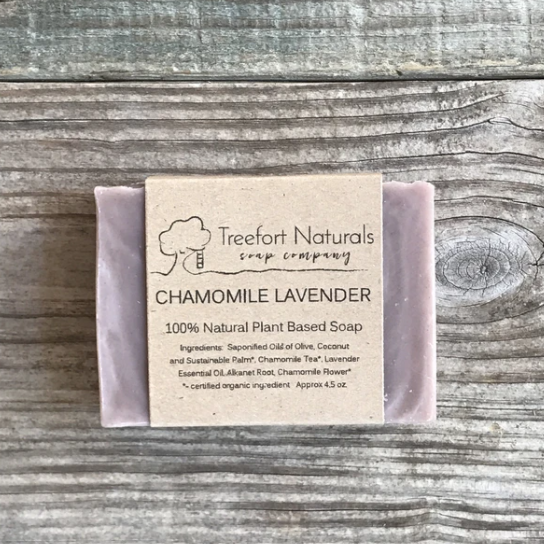 Treefort Naturals
soap company
CHAMOMILE LAVENDER
100% Natural Plant Based Soap
Ingredients: Saponified Oils of Olive, Coconut
and Sustainable Palm*, Chamomile Tea*, Lavender
Essential Oil, Alkanet Root, Chamomile Flower*
*- certified organic ingredient Approx 4.5 oz.